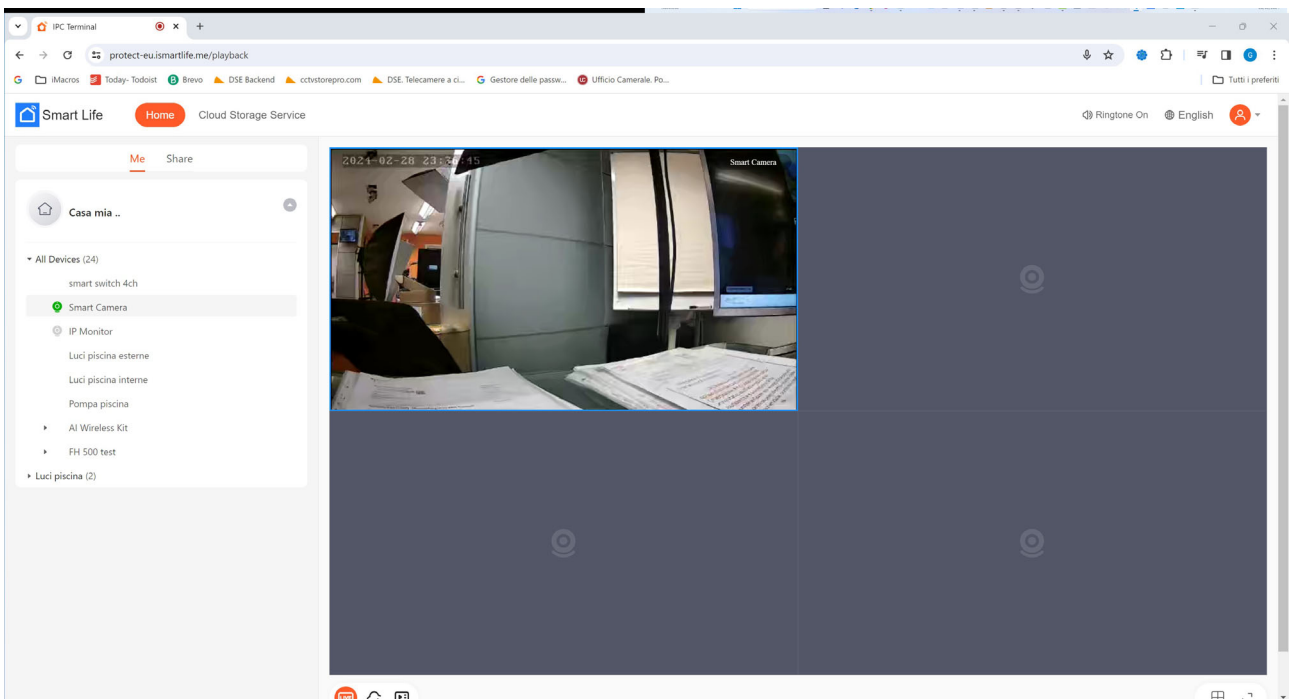 IPC Terminal
protect-eu.ismartlife.me/playback
iMacros
Today- Todoist
Brevo
DSE Backend
cctvstorepro.com
DSE. Telecamere a ci...
Gestore delle passw...
Ufficio Camerale. Po...
Tutti i preferiti
Smart Life
Home
Cloud Storage Service
Ringtone On
English
Me
Share
Casa mia ..
All Devices (24)
smart switch 4ch
Smart Camera
IP Monitor
Luci piscina esterne
Luci piscina interne
Pompa piscina
AI Wireless Kit
FH 500 test
Luci piscina (2)
Smart Camera
LIVE